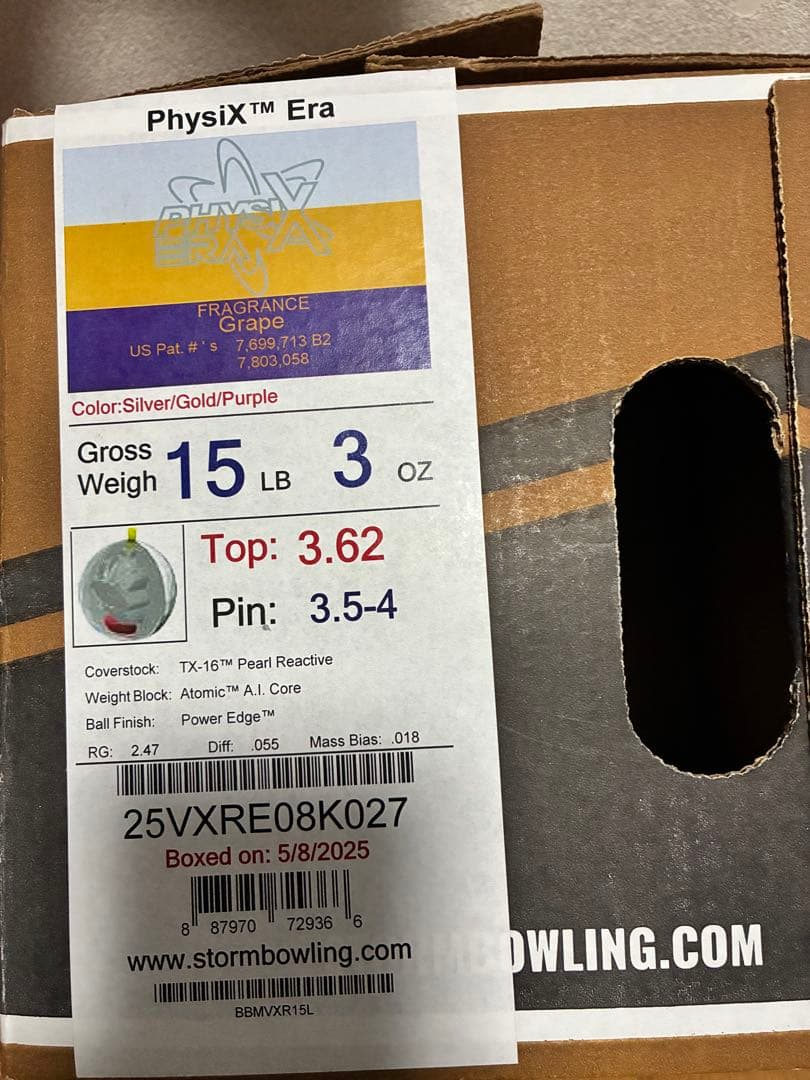 PhysiX™ Era
PHYSIX
ERA
FRAGRANCE
Grape
US Pat. # ' s 7,699,713 B2
7,803,058
Color:Silver/Gold/Purple
Gross
Weigh 15 LB 3 OZ
Top: 3.62
Pin: 3.5-4
Coverstock: TX-16™ Pearl Reactive
Weight Block: Atomic™ A.I. Core
Ball Finish: Power Edge™
RG: 2.47 Diff: .055 Mass Bias: .018
25VXRE08K027
Boxed on: 5/8/2025
8 87970 72936 6
www.stormbowling.com
BBMVXR15L
MBOWLING.COM